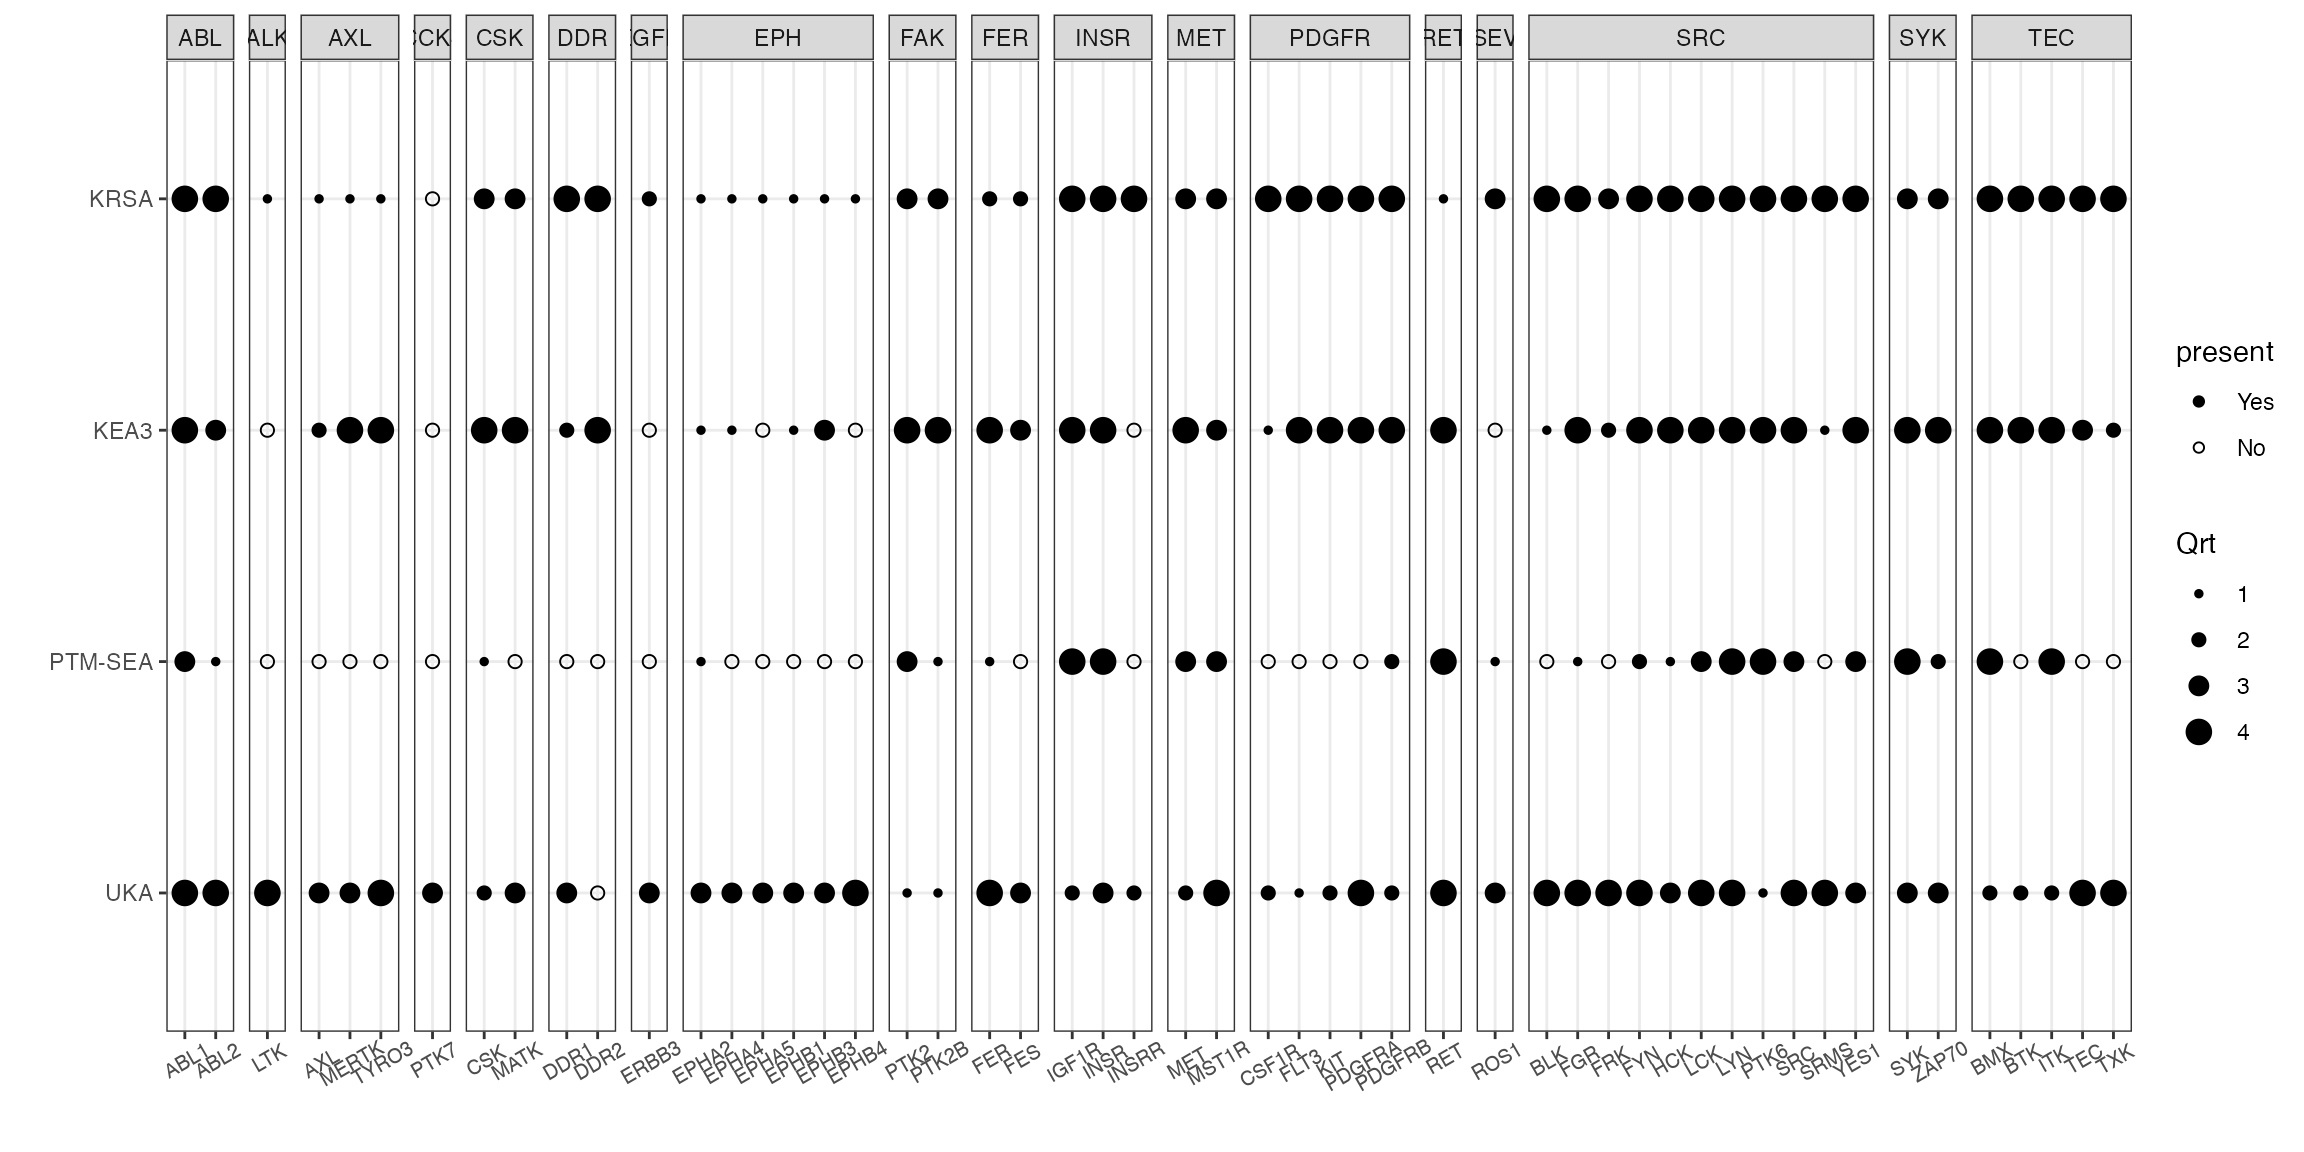 ABL ALK AXL CCK CSK DDR GF EPH FAK FER INSR MET PDGFR RET SEV SRC SYK TEC
KRSA
KEA3
PTM-SEA
UKA
ABL1 ABL2 LTK AXL MERTK TYRO3 PTK7 CSK MATK DDR1 DDR2 ERBB3 EPHA2 EPHA4 EPHA5 EPHB1 EPHB3 EPHB4 PTK2 PTK2B FER FES IGF1R INSR INSRR MET MST1R CSF1R FLT3 KIT PDGFRA PDGFRB RET ROS1 BLK FGR FRK FYN HCK LCK LYN PTK6 SRC SRMS YES1 SYK ZAP70 BMX BTK ITK TEC TXK
present
Yes
No
Qrt
1
2
3
4